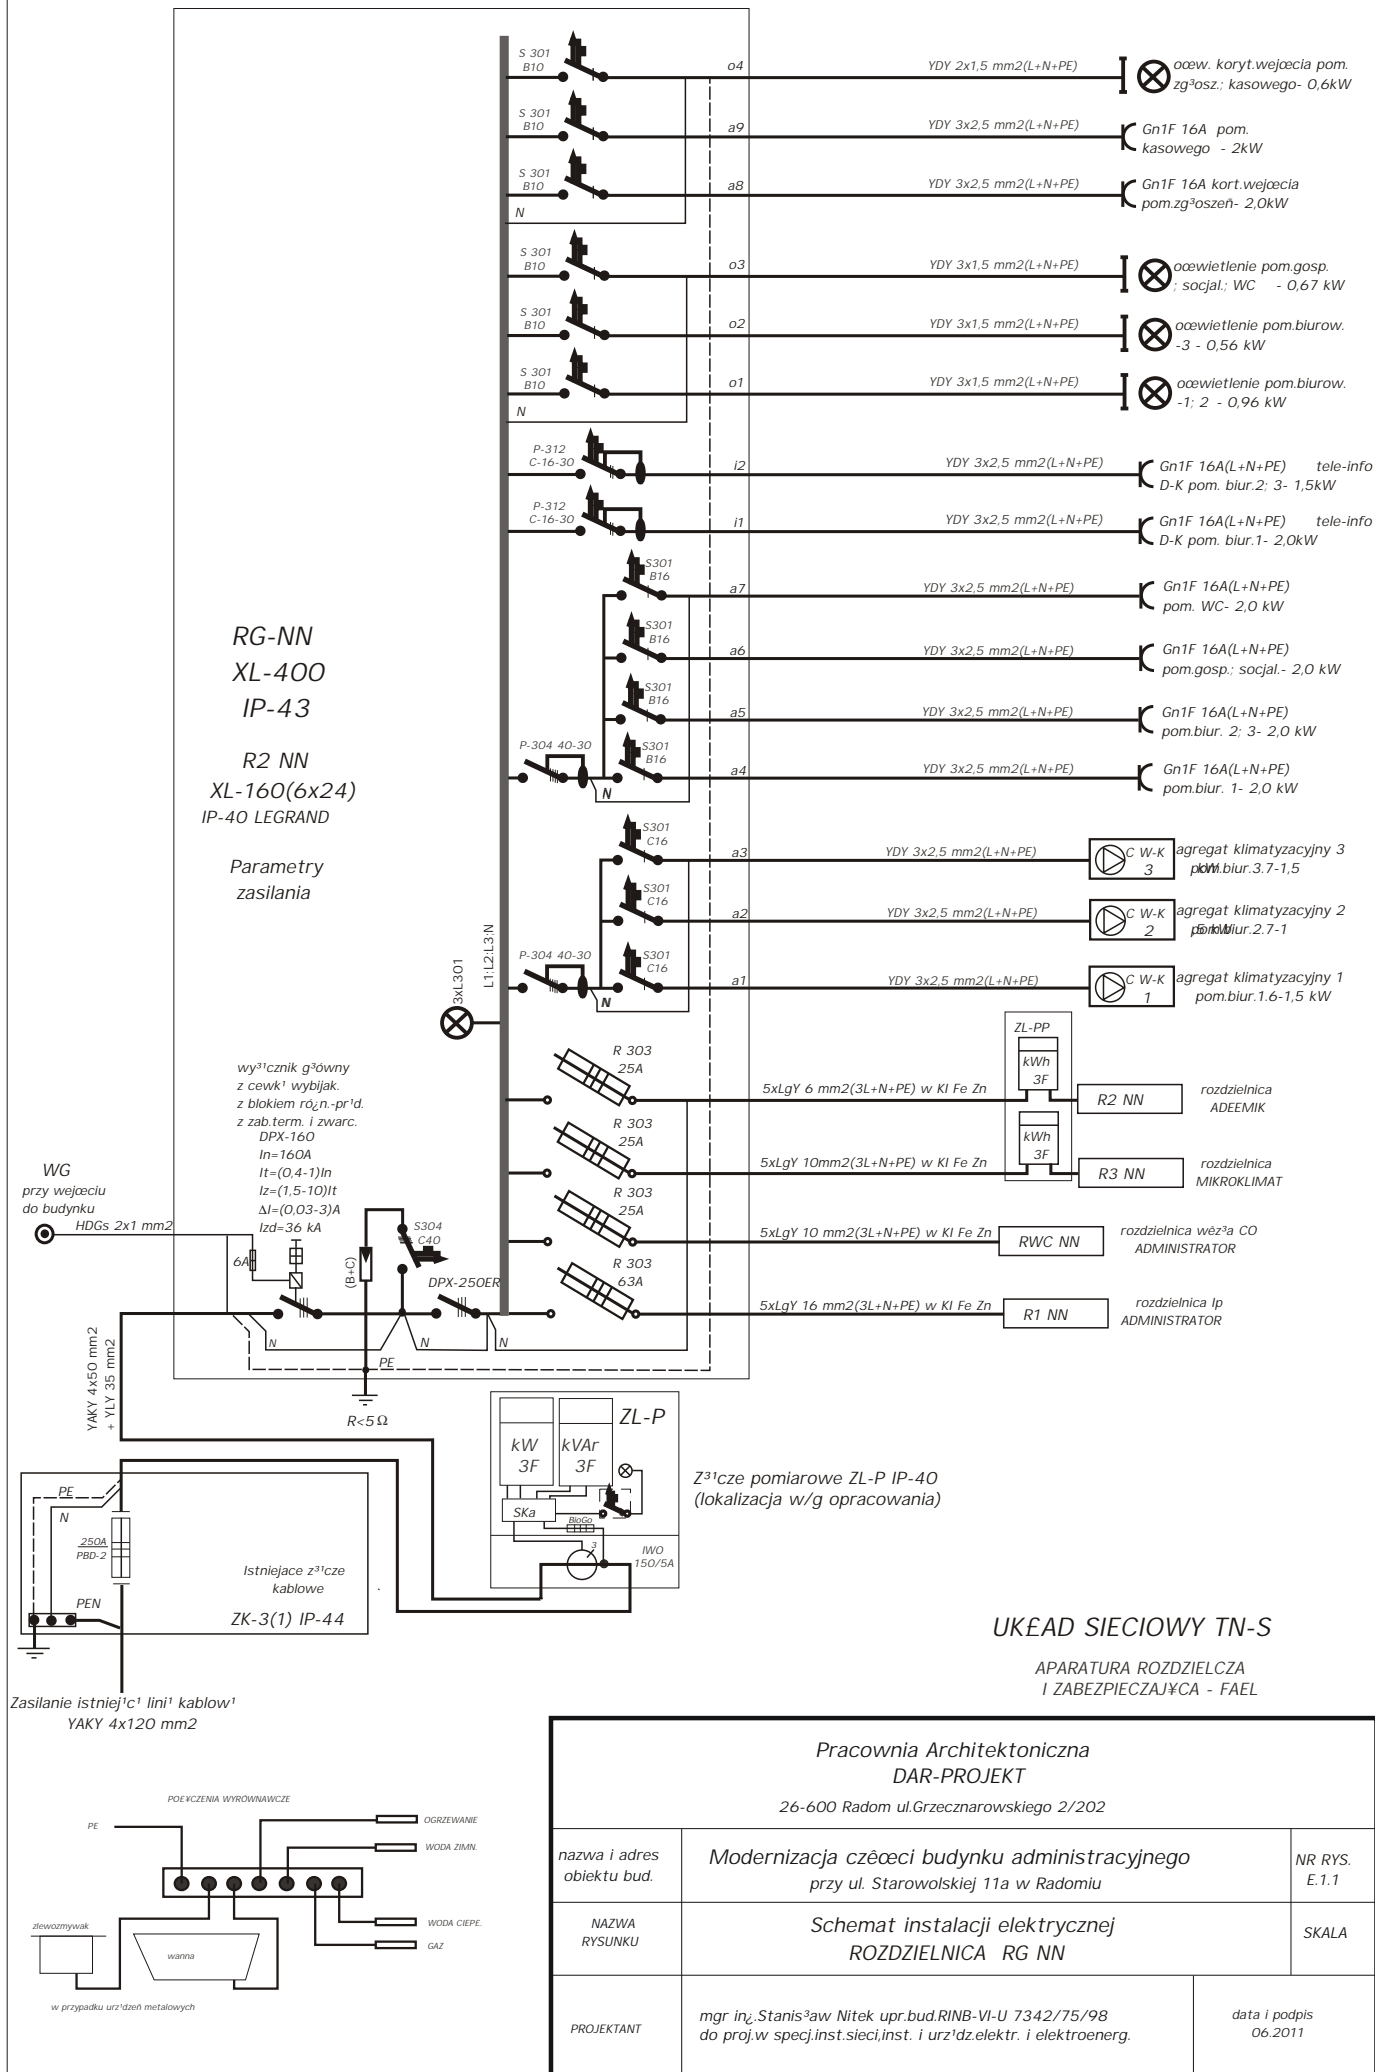 S 301
B10
o4
YDY 2x1,5 mm2(L+N+PE)
oœw. koryt.wejœcia pom.
zg³osz.; kasowego- 0,6kW
S 301
B10
a9
YDY 3x2,5 mm2(L+N+PE)
Gn1F 16A pom.
kasowego - 2kW
S 301
B10
a8
YDY 3x2,5 mm2(L+N+PE)
Gn1F 16A kort.wejœcia
pom.zg³oszeñ- 2,0kW
N
S 301
B10
o3
YDY 3x1,5 mm2(L+N+PE)
oœwietlenie pom.gosp.
; socjal.; WC - 0,67 kW
S 301
B10
o2
YDY 3x1,5 mm2(L+N+PE)
oœwietlenie pom.biurow.
-3 - 0,56 kW
S 301
B10
o1
YDY 3x1,5 mm2(L+N+PE)
oœwietlenie pom.biurow.
-1; 2 - 0,96 kW
N
P-312
C-16-30
i2
YDY 3x2,5 mm2(L+N+PE)
Gn1F 16A(L+N+PE) tele-info
D-K pom. biur.2; 3- 1,5kW
P-312
C-16-30
i1
YDY 3x2,5 mm2(L+N+PE)
Gn1F 16A(L+N+PE) tele-info
D-K pom. biur.1- 2,0kW
S301
B16
a7
YDY 3x2,5 mm2(L+N+PE)
Gn1F 16A(L+N+PE)
pom. WC- 2,0 kW
S301
B16
a6
YDY 3x2,5 mm2(L+N+PE)
Gn1F 16A(L+N+PE)
pom.gosp.; socjal.- 2,0 kW
S301
B16
a5
YDY 3x2,5 mm2(L+N+PE)
Gn1F 16A(L+N+PE)
pom.biur. 2; 3- 2,0 kW
P-304 40-30
S301
B16
a4
YDY 3x2,5 mm2(L+N+PE)
Gn1F 16A(L+N+PE)
pom.biur. 1- 2,0 kW
N
RG-NN
XL-400
IP-43
R2 NN
XL-160(6x24)
IP-40 LEGRAND
Parametry
zasilania
S301
C16
a3
YDY 3x2,5 mm2(L+N+PE)
C W-K
3
agregat klimatyzacyjny 3
pom.biur.3.7-1,5
kW
S301
C16
a2
YDY 3x2,5 mm2(L+N+PE)
C W-K
2
agregat klimatyzacyjny 2
pom.biur.2.7-1
,5 kW
P-304 40-30
S301
C16
a1
YDY 3x2,5 mm2(L+N+PE)
C W-K
1
agregat klimatyzacyjny 1
pom.biur.1.6-1,5 kW
N
3xL301
L1;L2;L3;N
R 303
25A
5xLgY 6 mm2(3L+N+PE) w KI Fe Zn
ZL-PP
kWh
3F
R2 NN
rozdzielnica
ADEEMIK
R 303
25A
5xLgY 10mm2(3L+N+PE) w KI Fe Zn
kWh
3F
R3 NN
rozdzielnica
MIKROKLIMAT
R 303
25A
5xLgY 10 mm2(3L+N+PE) w KI Fe Zn
RWC NN
rozdzielnica wêz³a CO
ADMINISTRATOR
R 303
63A
5xLgY 16 mm2(3L+N+PE) w KI Fe Zn
R1 NN
rozdzielnica Ip
ADMINISTRATOR
wy³¹cznik g³ówny
z cewk¹ wybijak.
z blokiem ró¿n.-pr¹d.
z zab.term. i zwarc.
DPX-160
In=160A
It=(0,4-1)In
Iz=(1,5-10)It
ΔI=(0,03-3)A
Izd=36 kA
WG
przy wejœciu
do budynku
HDGs 2x1 mm2
6A
(B+C)
S304
C40
DPX-250ER
N
N
N
PE
R<5 Ω
YAKY 4x50 mm2
+ YLY 35 mm2
PE
N
250A
PBD-2
PEN
Istniejace z³¹cze
kablowe
ZK-3(1) IP-44
Zasilanie istniej¹c¹ lini¹ kablow¹
YAKY 4x120 mm2
ZL-P
kW
3F
kVAr
3F
SKa
BioGo
3
IWO
150/5A
Z³¹cze pomiarowe ZL-P IP-40
(lokalizacja w/g opracowania)
UK£AD SIECIOWY TN-S
APARATURA ROZDZIELCZA
I ZABEZPIECZAJ¥CA - FAEL
PO£¥CZENIA WYRÓWNAWCZE
PE
OGRZEWANIE
WODA ZIMN.
WODA CIEP£.
GAZ
zlewozmywak
wanna
w przypadku urz¹dzeñ metalowych
Pracownia Architektoniczna
DAR-PROJEKT
26-600 Radom ul.Grzecznarowskiego 2/202
nazwa i adres
obiektu bud.
Modernizacja czêœci budynku administracyjnego
przy ul. Starowolskiej 11a w Radomiu
NR RYS.
E.1.1
NAZWA
RYSUNKU
Schemat instalacji elektrycznej
ROZDZIELNICA RG NN
SKALA
PROJEKTANT
mgr in¿.Stanis³aw Nitek upr.bud.RINB-VI-U 7342/75/98
do proj.w specj.inst.sieci,inst. i urz¹dz.elektr. i elektroenerg.
data i podpis
06.2011